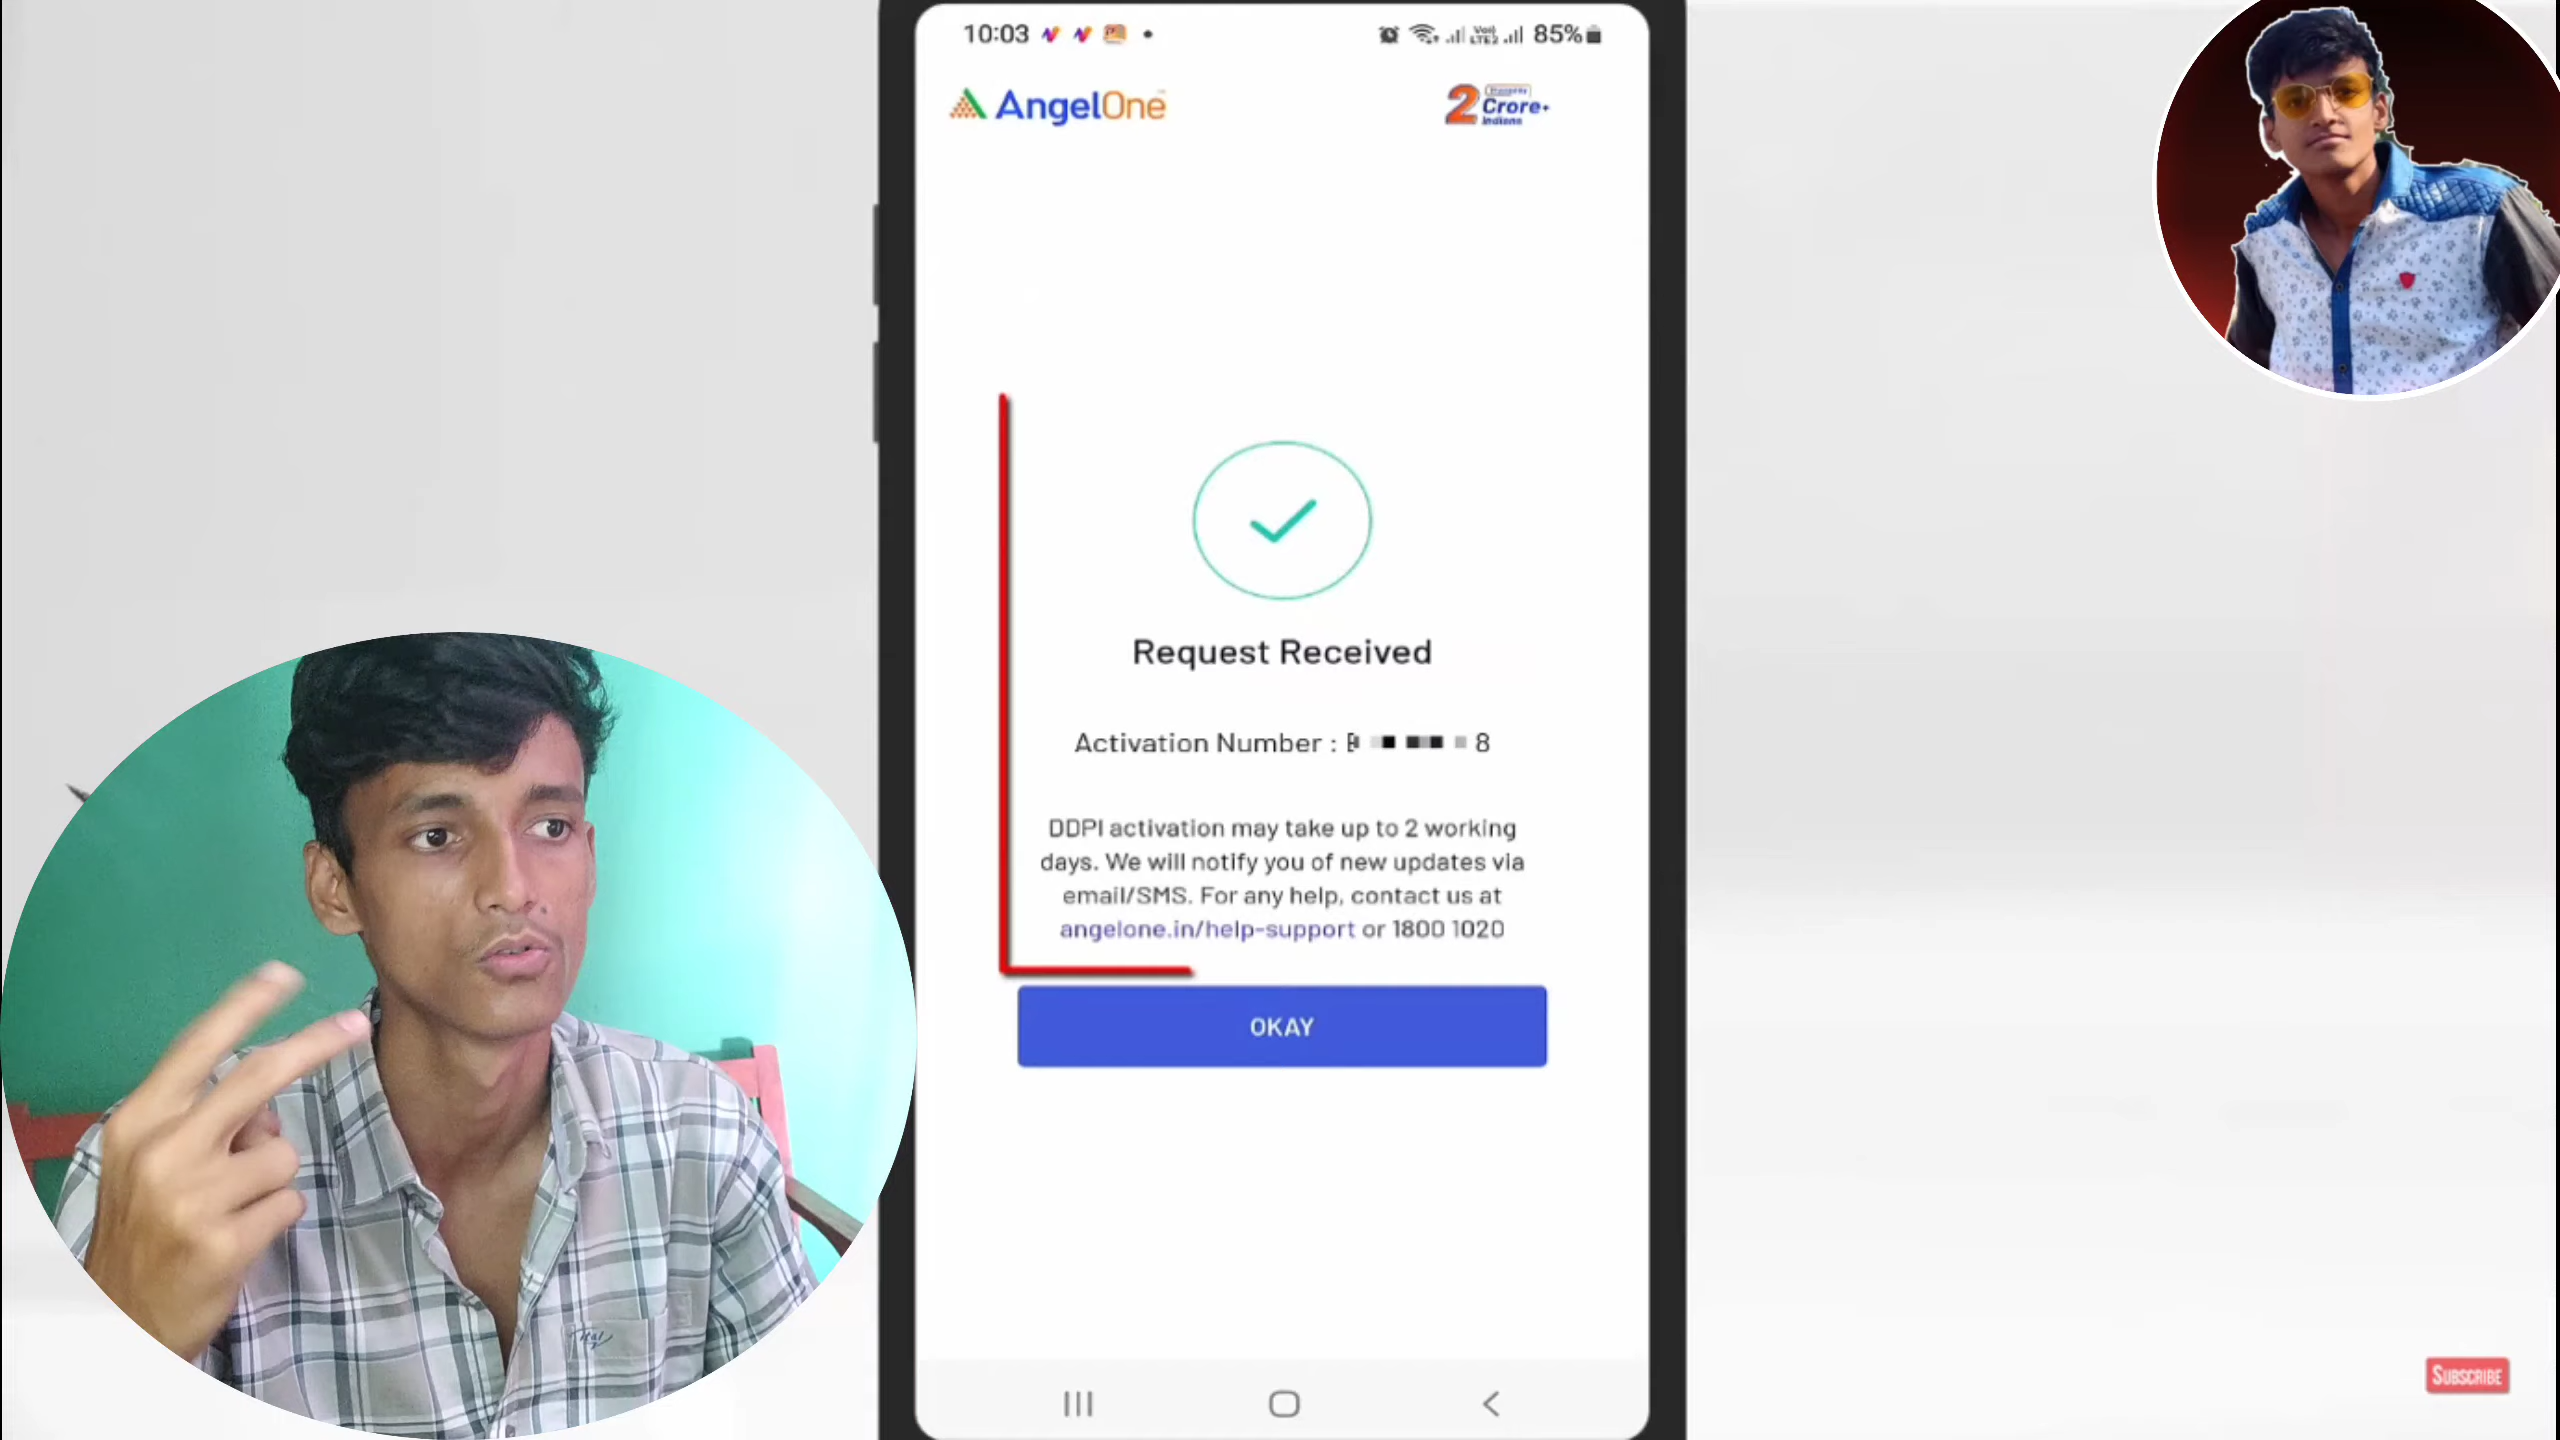 10:03
85%
AngelOne
2 Crore+
Indians
Request Received
Activation Number : 8
DDPI activation may take up to 2 working
days. We will notify you of new updates via
email/SMS. For any help, contact us at
angelone.in/help-support or 1800 1020
OKAY
SUBSCRIBE